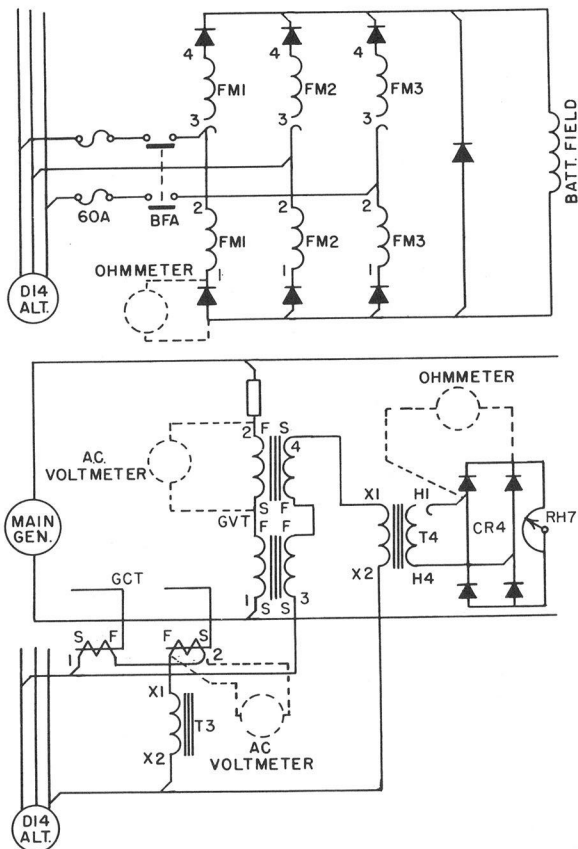 4
4
4
FM1
FM2
FM3
3
3
3
60A
BFA
2
2
2
FM1
FM2
FM3
1
1
1
OHMMETER
D14
ALT.
BATT. FIELD
OHMMETER
A.C.
VOLTMETER
2
F S
4
S F
GVT
F F
1
S S
3
MAIN
GEN.
X1
X2
H1
T4
H4
CR4
RH7
GCT
S F
1
F S
2
X1
T3
X2
AC
VOLTMETER
D14
ALT.